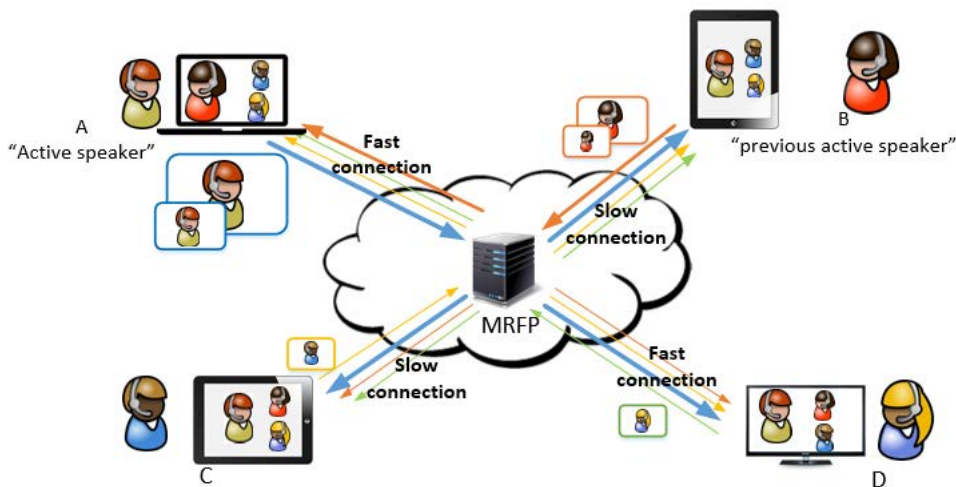 A
“Active speaker”
B
“previous active speaker”
Fast
connection
Slow
connection
MRFP
Slow
connection
Fast
connection
C
D